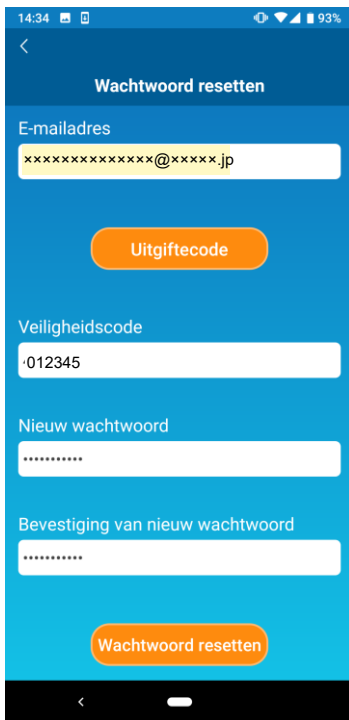 14:34 93%
Wachtwoord resetten
E-mailadres
××××××××××××××@×××××.jp
Uitgiftecode
Veiligheidscode
012345
Nieuw wachtwoord
•••••••••••
Bevestiging van nieuw wachtwoord
•••••••••••
Wachtwoord resetten